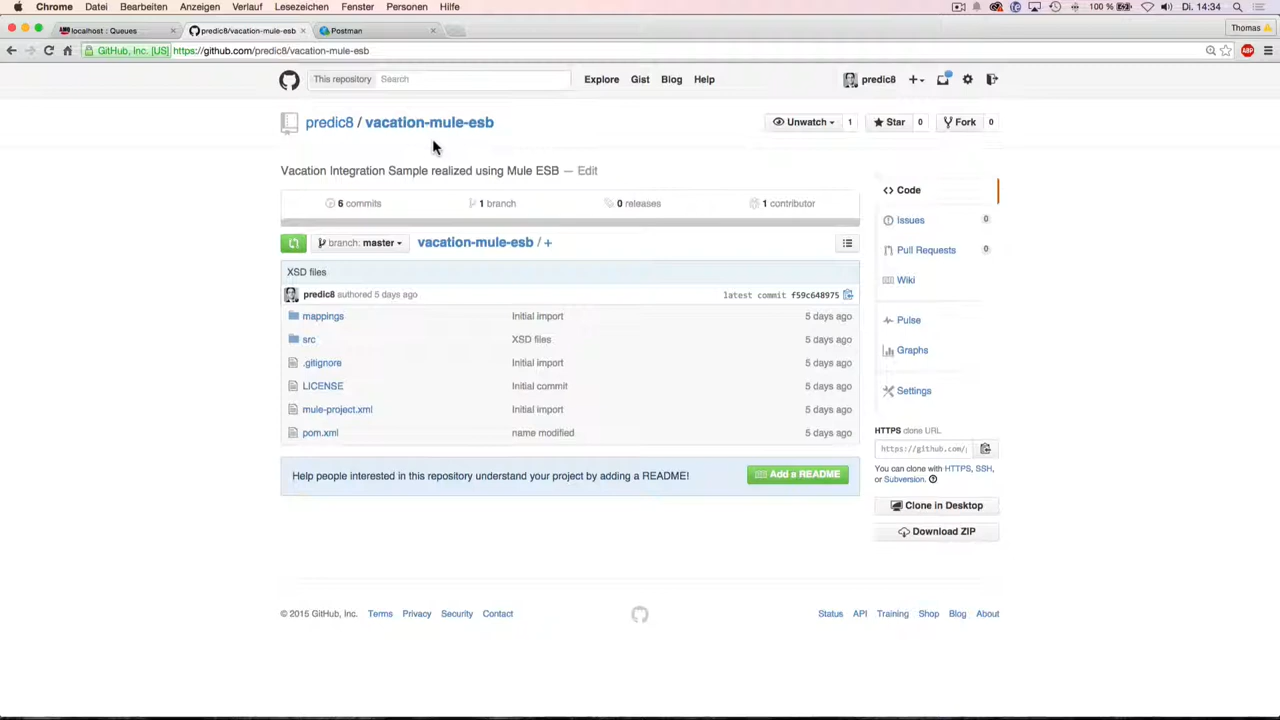 Chrome Datei Bearbeiten Anzeigen Verlauf Lesezeichen Fenster Personen Hilfe 100 % Di. 14:34
localhost : Queues predic8/vacation-mule-esb Postman Thomas
GitHub, Inc. [US] https://github.com/predic8/vacation-mule-esb ABP
This repository Search Explore Gist Blog Help predic8
predic8 / vacation-mule-esb Unwatch 1 Star 0 Fork 0
Vacation Integration Sample realized using Mule ESB — Edit
6 commits 1 branch 0 releases 1 contributor
branch: master vacation-mule-esb / +
XSD files
predic8 authored 5 days ago latest commit f59c648975
mappings Initial import 5 days ago
src XSD files 5 days ago
.gitignore Initial import 5 days ago
LICENSE Initial commit 5 days ago
mule-project.xml Initial import 5 days ago
pom.xml name modified 5 days ago
Help people interested in this repository understand your project by adding a README! Add a README
Code
Issues 0
Pull Requests 0
Wiki
Pulse
Graphs
Settings
HTTPS clone URL
https://github.com/
You can clone with HTTPS, SSH,
or Subversion.
Clone in Desktop
Download ZIP
© 2015 GitHub, Inc. Terms Privacy Security Contact Status API Training Shop Blog About